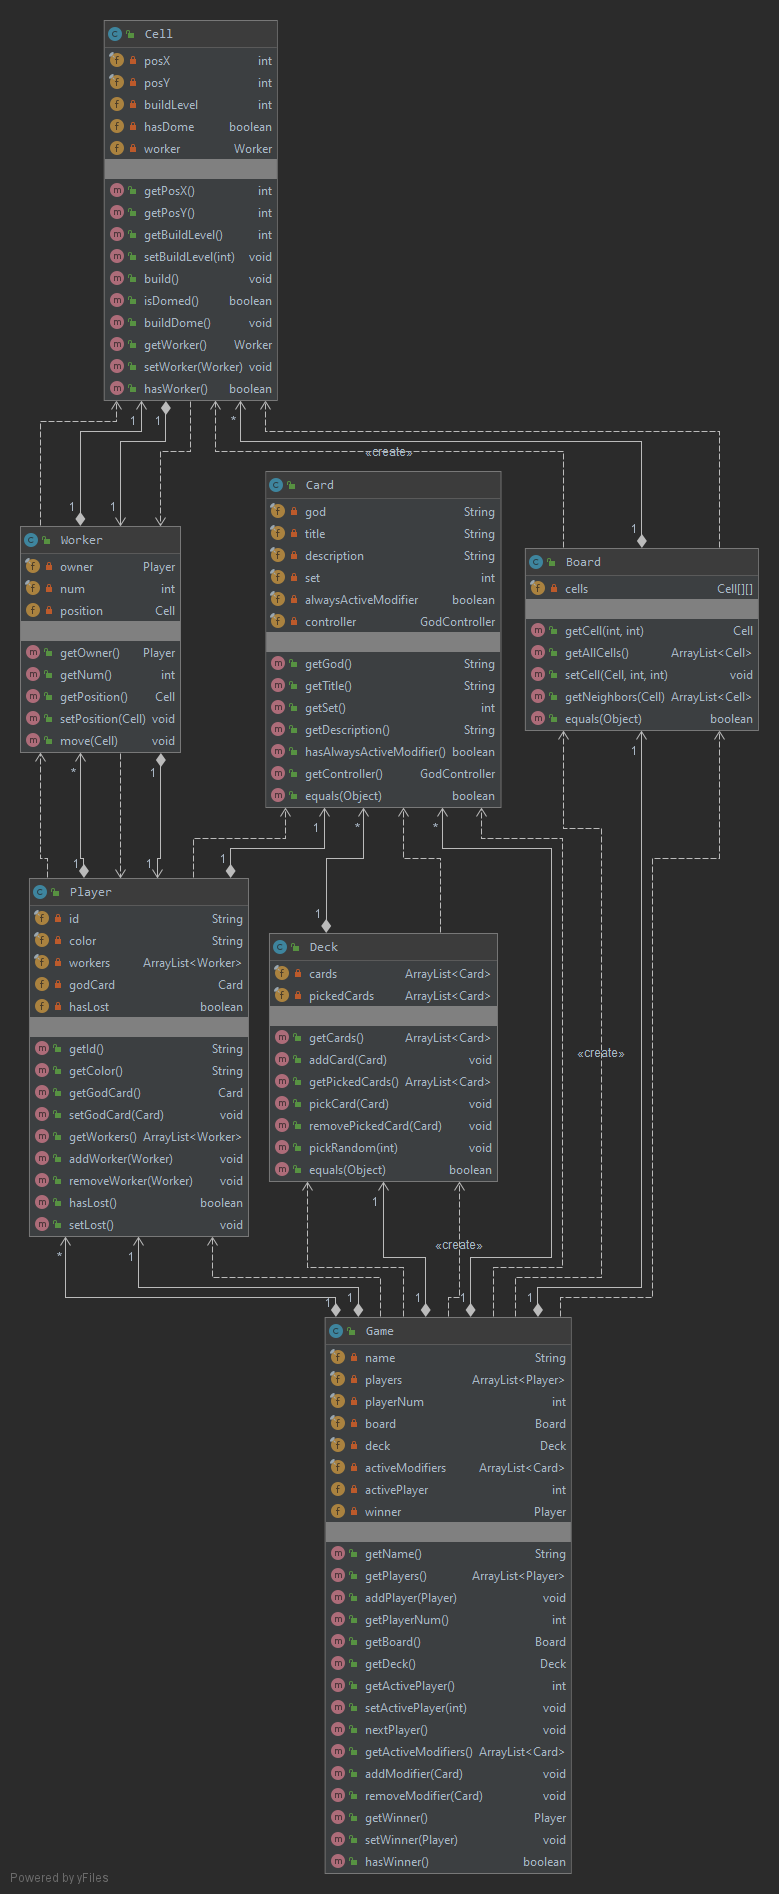 Cell
posX int
posY int
buildLevel int
hasDome boolean
worker Worker
getPosX() int
getPosY() int
getBuildLevel() int
setBuildLevel(int) void
build() void
isDomed() boolean
buildDome() void
getWorker() Worker
setWorker(Worker) void
hasWorker() boolean
1 1 *
«create»
Card
god String
title String
description String
set int
alwaysActiveModifier boolean
controller GodController
getGod() String
getTitle() String
getSet() int
getDescription() String
hasAlwaysActiveModifier() boolean
getController() GodController
equals(Object) boolean
1 1
Worker
owner Player
num int
position Cell
getOwner() Player
getNum() int
getPosition() Cell
setPosition(Cell) void
move(Cell) void
1
Board
cells Cell[][]
getCell(int, int) Cell
getAllCells() ArrayList<Cell>
setCell(Cell, int, int) void
getNeighbors(Cell) ArrayList<Cell>
equals(Object) boolean
* 1
1
1 * *
1 1 1
Player
id String
color String
workers ArrayList<Worker>
godCard Card
hasLost boolean
getId() String
getColor() String
getGodCard() Card
setGodCard(Card) void
getWorkers() ArrayList<Worker>
addWorker(Worker) void
removeWorker(Worker) void
hasLost() boolean
setLost() void
1
Deck
cards ArrayList<Card>
pickedCards ArrayList<Card>
getCards() ArrayList<Card>
addCard(Card) void
getPickedCards() ArrayList<Card>
pickCard(Card) void
removePickedCard(Card) void
pickRandom(int) void
equals(Object) boolean
«create»
1
«create»
* 1
1 1 1 1 1
Game
name String
players ArrayList<Player>
playerNum int
board Board
deck Deck
activeModifiers ArrayList<Card>
activePlayer int
winner Player
getName() String
getPlayers() ArrayList<Player>
addPlayer(Player) void
getPlayerNum() int
getBoard() Board
getDeck() Deck
getActivePlayer() int
setActivePlayer(int) void
nextPlayer() void
getActiveModifiers() ArrayList<Card>
addModifier(Card) void
removeModifier(Card) void
getWinner() Player
setWinner(Player) void
hasWinner() boolean
Powered by yFiles